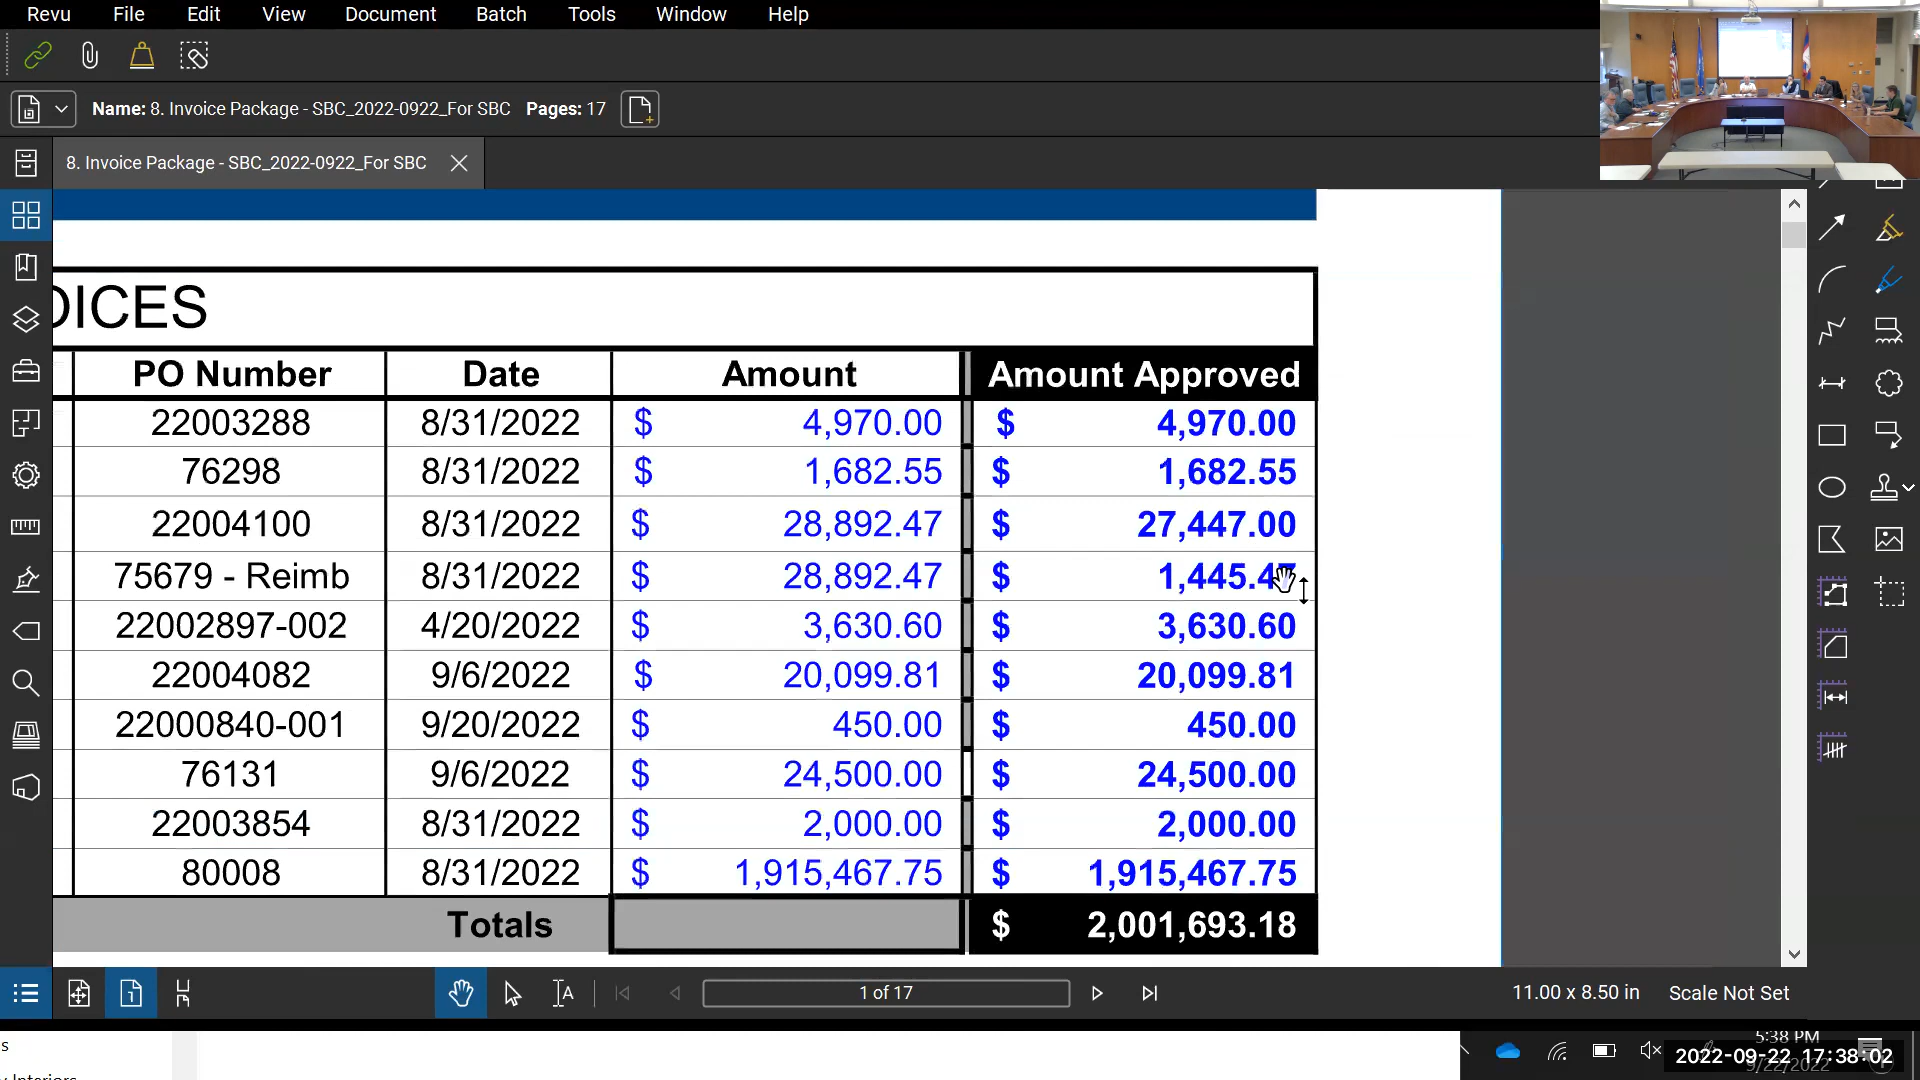 Revu File Edit View Document Batch Tools Window Help
Name: 8. Invoice Package - SBC_2022-0922_For SBC Pages: 17
8. Invoice Package - SBC_2022-0922_For SBC
OICES
PO Number Date Amount Amount Approved
22003288 8/31/2022 $ 4,970.00 $ 4,970.00
76298 8/31/2022 $ 1,682.55 $ 1,682.55
22004100 8/31/2022 $ 28,892.47 $ 27,447.00
75679 - Reimb 8/31/2022 $ 28,892.47 $ 1,445.47
22002897-002 4/20/2022 $ 3,630.60 $ 3,630.60
22004082 9/6/2022 $ 20,099.81 $ 20,099.81
22000840-001 9/20/2022 $ 450.00 $ 450.00
76131 9/6/2022 $ 24,500.00 $ 24,500.00
22003854 8/31/2022 $ 2,000.00 $ 2,000.00
80008 8/31/2022 $ 1,915,467.75 $ 1,915,467.75
Totals $ 2,001,693.18
1 of 17 11.00 x 8.50 in Scale Not Set
s
5:38 PM
2022-09-22 17:38:02
9/22/2022
y Interiors